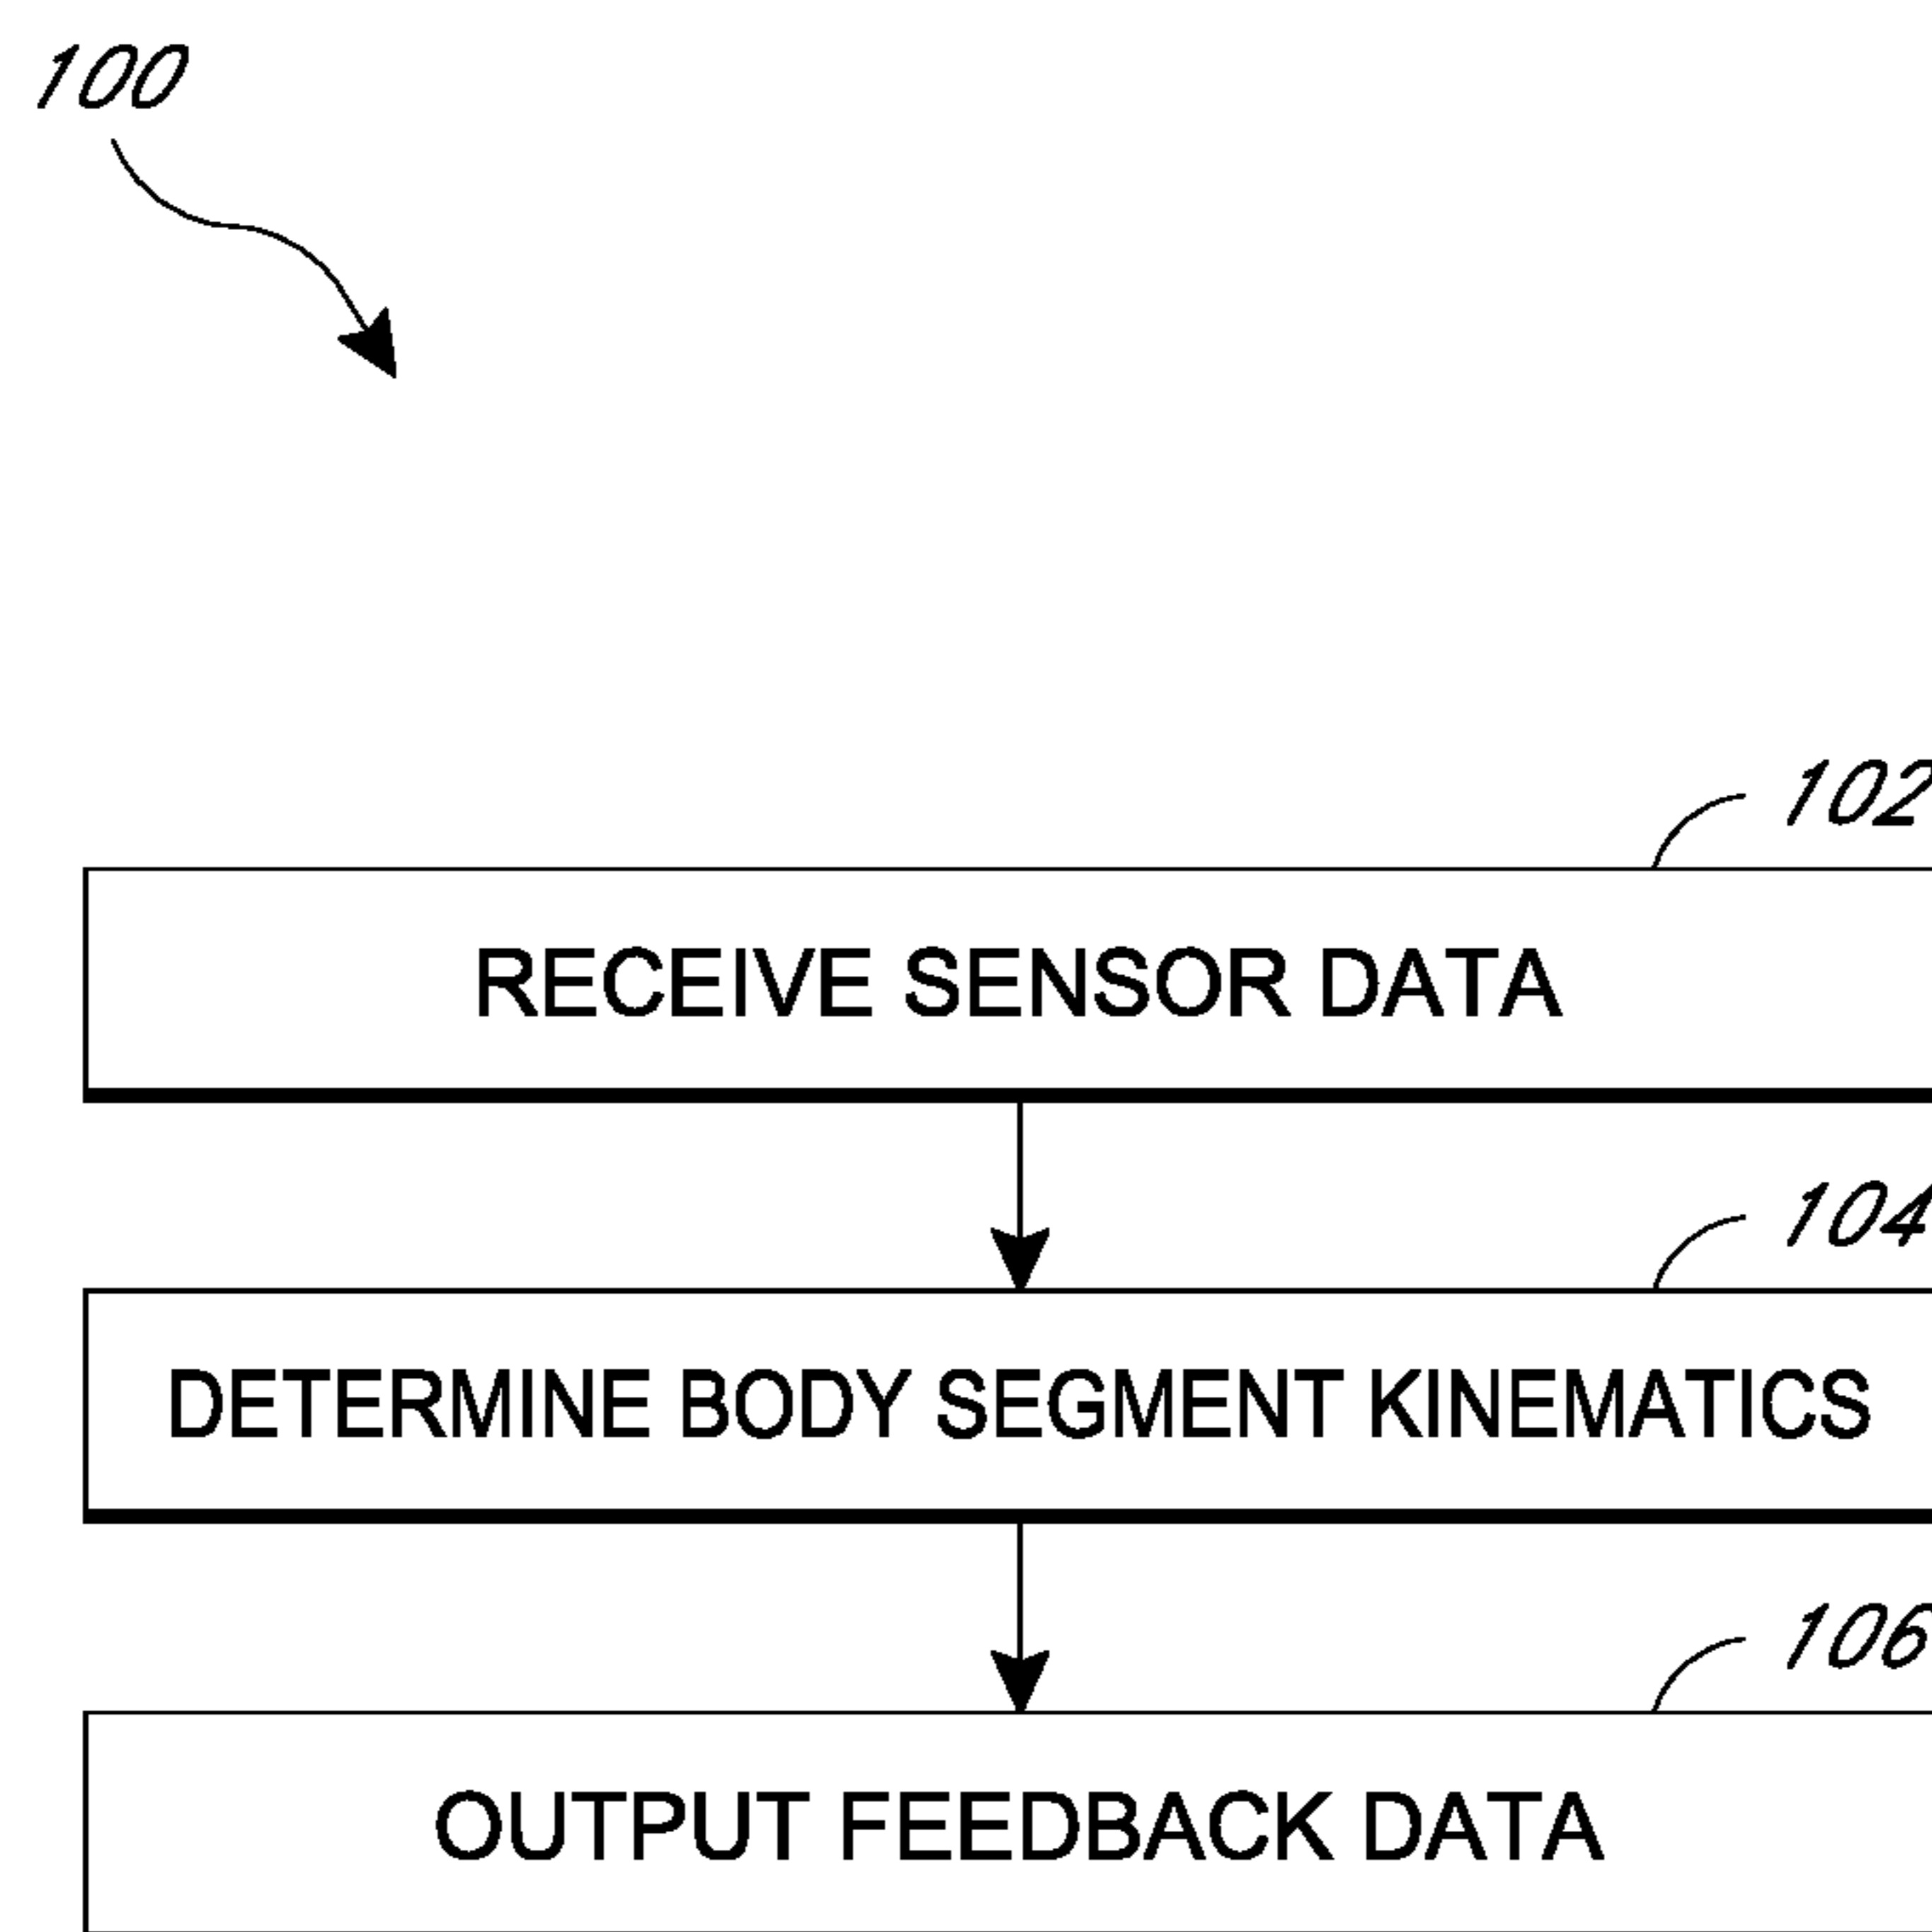 100
102
RECEIVE SENSOR DATA
104
DETERMINE BODY SEGMENT KINEMATICS
106
OUTPUT FEEDBACK DATA